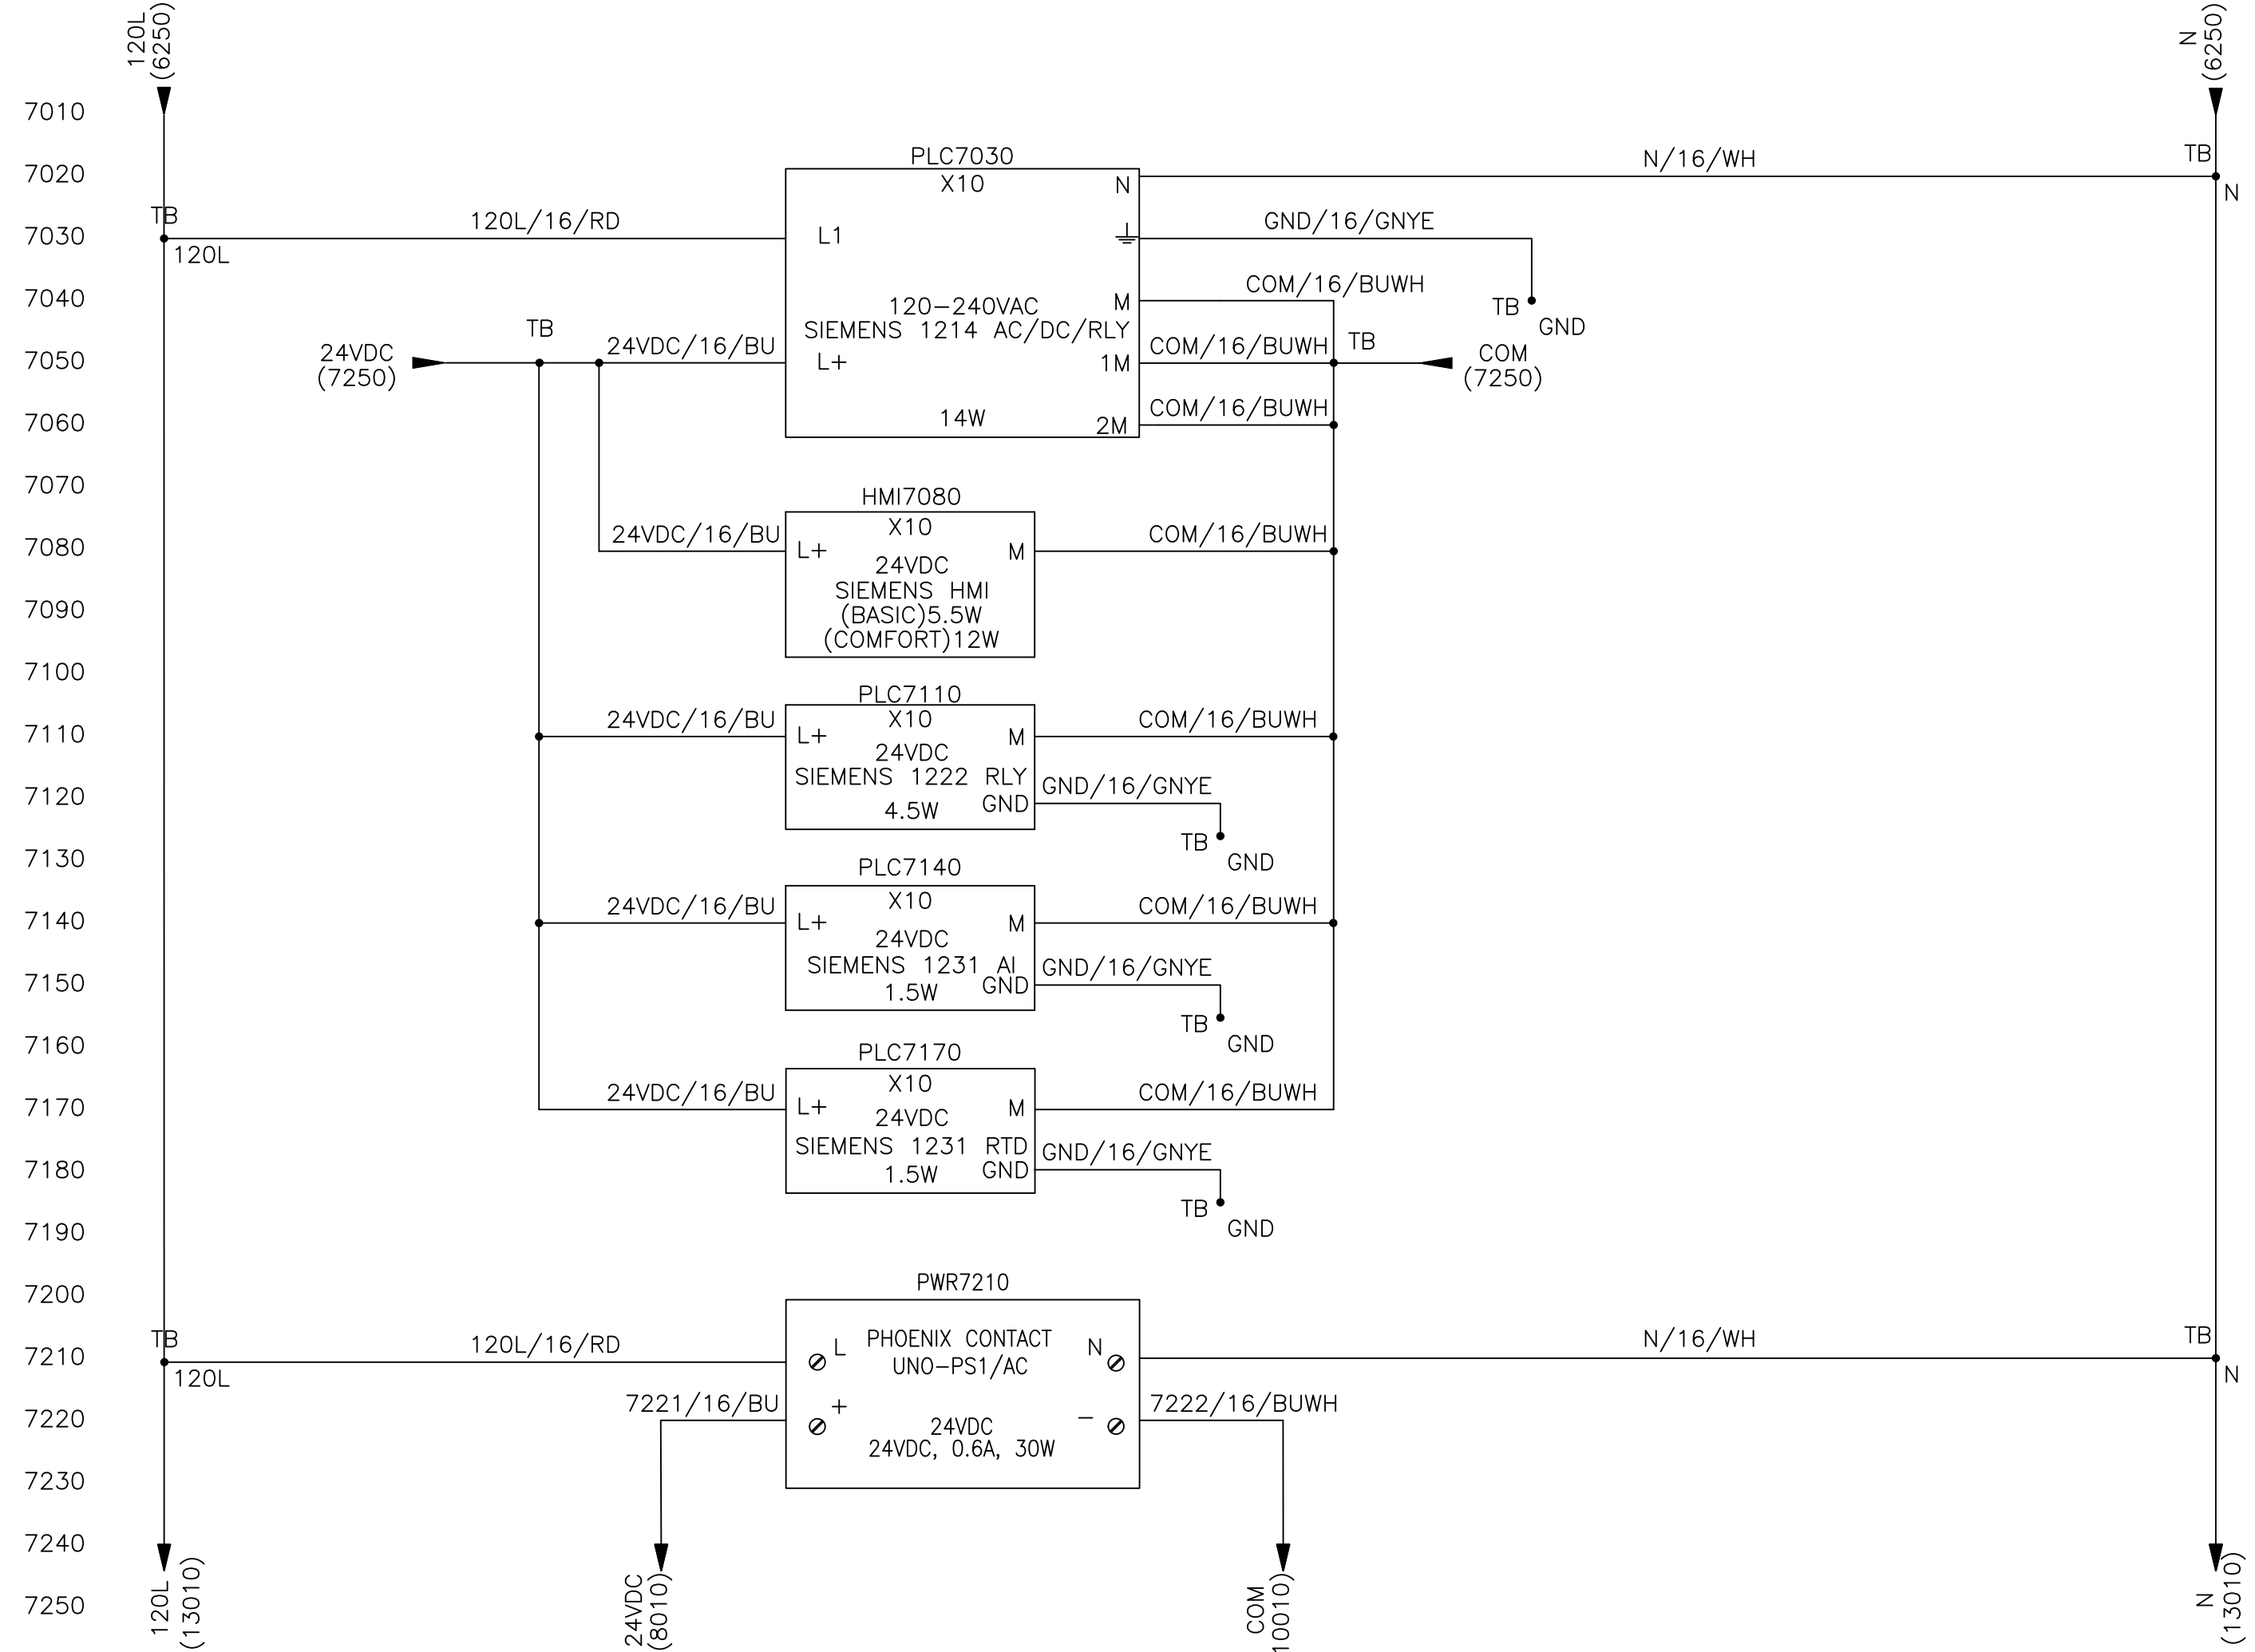 120L
(6250)
N
(6250)
7010
7020
7030
7040
7050
7060
7070
7080
7090
7100
7110
7120
7130
7140
7150
7160
7170
7180
7190
7200
7210
7220
7230
7240
7250
TB
120L
120L/16/RD
PLC7030
X10
N
L1
120-240VAC
M
SIEMENS 1214 AC/DC/RLY
L+
1M
14W
2M
N/16/WH
TB
N
GND/16/GNYE
TB
GND
COM/16/BUWH
24VDC
(7250)
TB
24VDC/16/BU
COM/16/BUWH
TB
COM
(7250)
COM/16/BUWH
HMI7080
24VDC/16/BU
X10
L+
M
24VDC
SIEMENS HMI
(BASIC)5.5W
(COMFORT)12W
COM/16/BUWH
PLC7110
24VDC/16/BU
X10
L+
M
24VDC
SIEMENS 1222 RLY
4.5W
GND
COM/16/BUWH
GND/16/GNYE
TB
GND
PLC7140
24VDC/16/BU
X10
L+
M
24VDC
SIEMENS 1231 AI
1.5W
GND
COM/16/BUWH
GND/16/GNYE
TB
GND
PLC7170
24VDC/16/BU
X10
L+
M
24VDC
SIEMENS 1231 RTD
1.5W
GND
COM/16/BUWH
GND/16/GNYE
TB
GND
PWR7210
TB
120L
120L/16/RD
L
PHOENIX CONTACT
UNO-PS1/AC
N
N/16/WH
TB
N
7221/16/BU
+
24VDC
24VDC, 0.6A, 30W
-
7222/16/BUWH
120L
(13010)
24VDC
(8010)
COM
10010)
N
(13010)